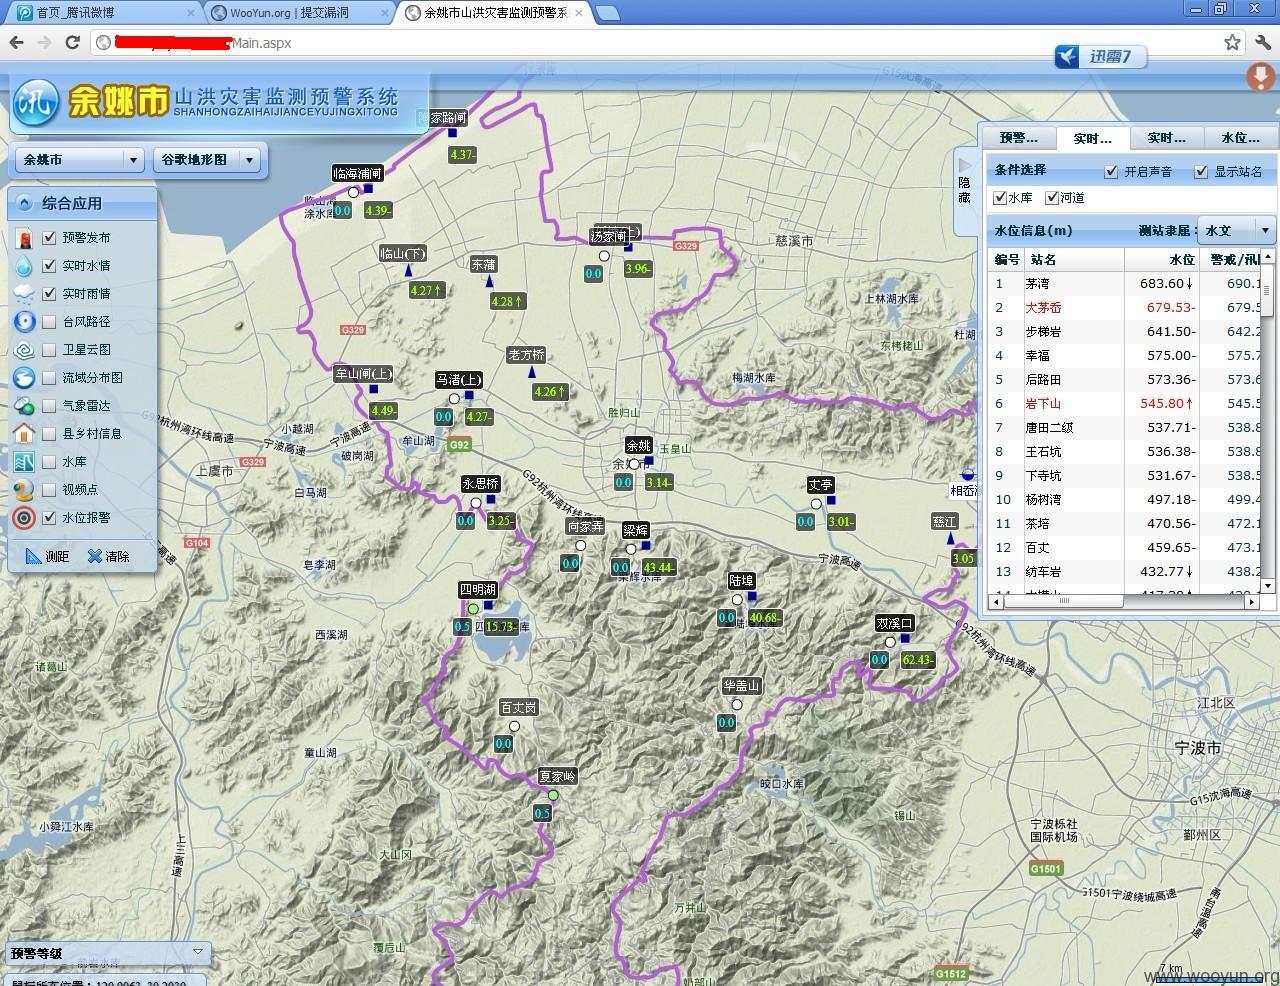 首页_腾讯微博
WooYun.org | 提交漏洞
余姚市山洪灾害监测预警系
Main.aspx
迅雷7
余姚市 山洪灾害监测预警系统
SHANHONGZAIHAIJIANCEYUJINGXITONG
余姚市
谷歌地形图
综合应用
预警发布
实时水情
实时雨情
台风路径
卫星云图
流域分布图
气象雷达
县乡村信息
水库
视频点
水位报警
测距
清除
预警...
实时...
实时...
水位...
隐藏
条件选择
开启声音
显示站名
水库
河道
水位信息(m)
测站隶属:
水文
编号 站名 水位 警戒/汛
1 茅湾 683.60↓ 690.1
2 大茅岙 679.53- 679.5
3 步梯岩 641.50- 642.2
4 幸福 575.00- 575.7
5 后路田 573.36- 573.6
6 岩下山 545.80↑ 545.5
7 唐田二级 537.71- 538.8
8 王石坑 536.38- 538.8
9 下寺坑 531.67- 538.5
10 杨树湾 497.18- 499.4
11 茶培 470.56- 472.1
12 百丈 459.65- 473.1
13 纺车岩 432.77↓ 438.2
G15沈海高速
家路闸
4.37-
临海浦闸
0.0
4.39-
临山(下)
4.27↑
东蒲
4.28↑
汤家闸
0.0
3.96-
G329
慈溪市
上林湖水库
杜湖
东栲栳山
梅湖水库
G329
老方桥
4.26↑
牟山闸(上)
4.49-
马渚(上)
0.0
4.27-
胜归山
小越湖
宁波高速
牟山湖
G92
破岗湖
G92杭州湾环线高速
G329
上虞市
白马湖
余姚
玉皇山
0.0
3.14-
G92杭州湾环线高速
永思桥
0.0
3.25-
丈亭
0.0
3.01-
相岙
慈江
3.05
向家弄
0.0
梁辉
0.0
43.44-
G104
皂李湖
宁波高速
四明湖
0.5
15.73-
陆埠
0.0
40.68-
双溪口
0.0
62.43-
G92杭州湾环线高速
西溪湖
诸葛山
百丈岗
0.0
华盖山
0.0
江北区
宁波市
童山湖
夏家岭
0.5
皎口水库
G15沈海高速
小舜江水库
上三高速
锡山
宁波栎社
国际机场
鄞州区
大山冈
G1501
G1501宁波绕城高速
甬台温高速
万井山
覆卮山
预警等级
奶部山
G1512
7 km
www.wooyun.org